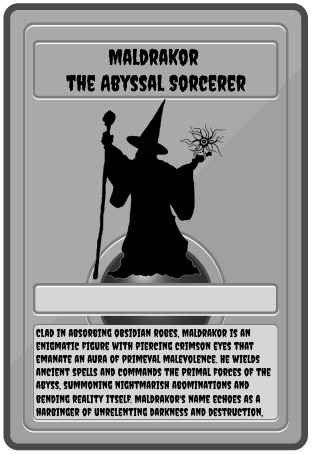 MALDRAKOR
THE ABYSSAL SORCERER
CLAD IN ABSORBING OBSIDIAN ROBES, MALDRAKOR IS AN
ENIGMATIC FIGURE WITH PIERCING CRIMSON EYES THAT
EMANATE AN AURA OF PRIMEVAL MALEVOLENCE. HE WIELDS
ANCIENT SPELLS AND COMMANDS THE PRIMAL FORCES OF THE
ABYSS, SUMMONING NIGHTMARISH ABOMINATIONS AND
BENDING REALITY ITSELF. MALDRAKOR'S NAME ECHOES AS A
HARBINGER OF UNRELENTING DARKNESS AND DESTRUCTION.